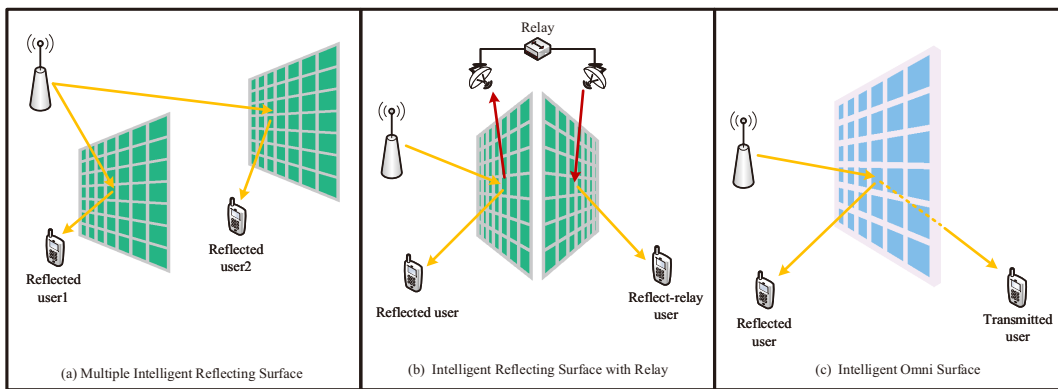 Reflected
user1
Reflected
user2
(a) Multiple Intelligent Reflecting Surface
Relay
Reflected user
Reflect-relay
user
(b) Intelligent Reflecting Surface with Relay
Reflected
user
Transmitted
user
(c) Intelligent Omni Surface